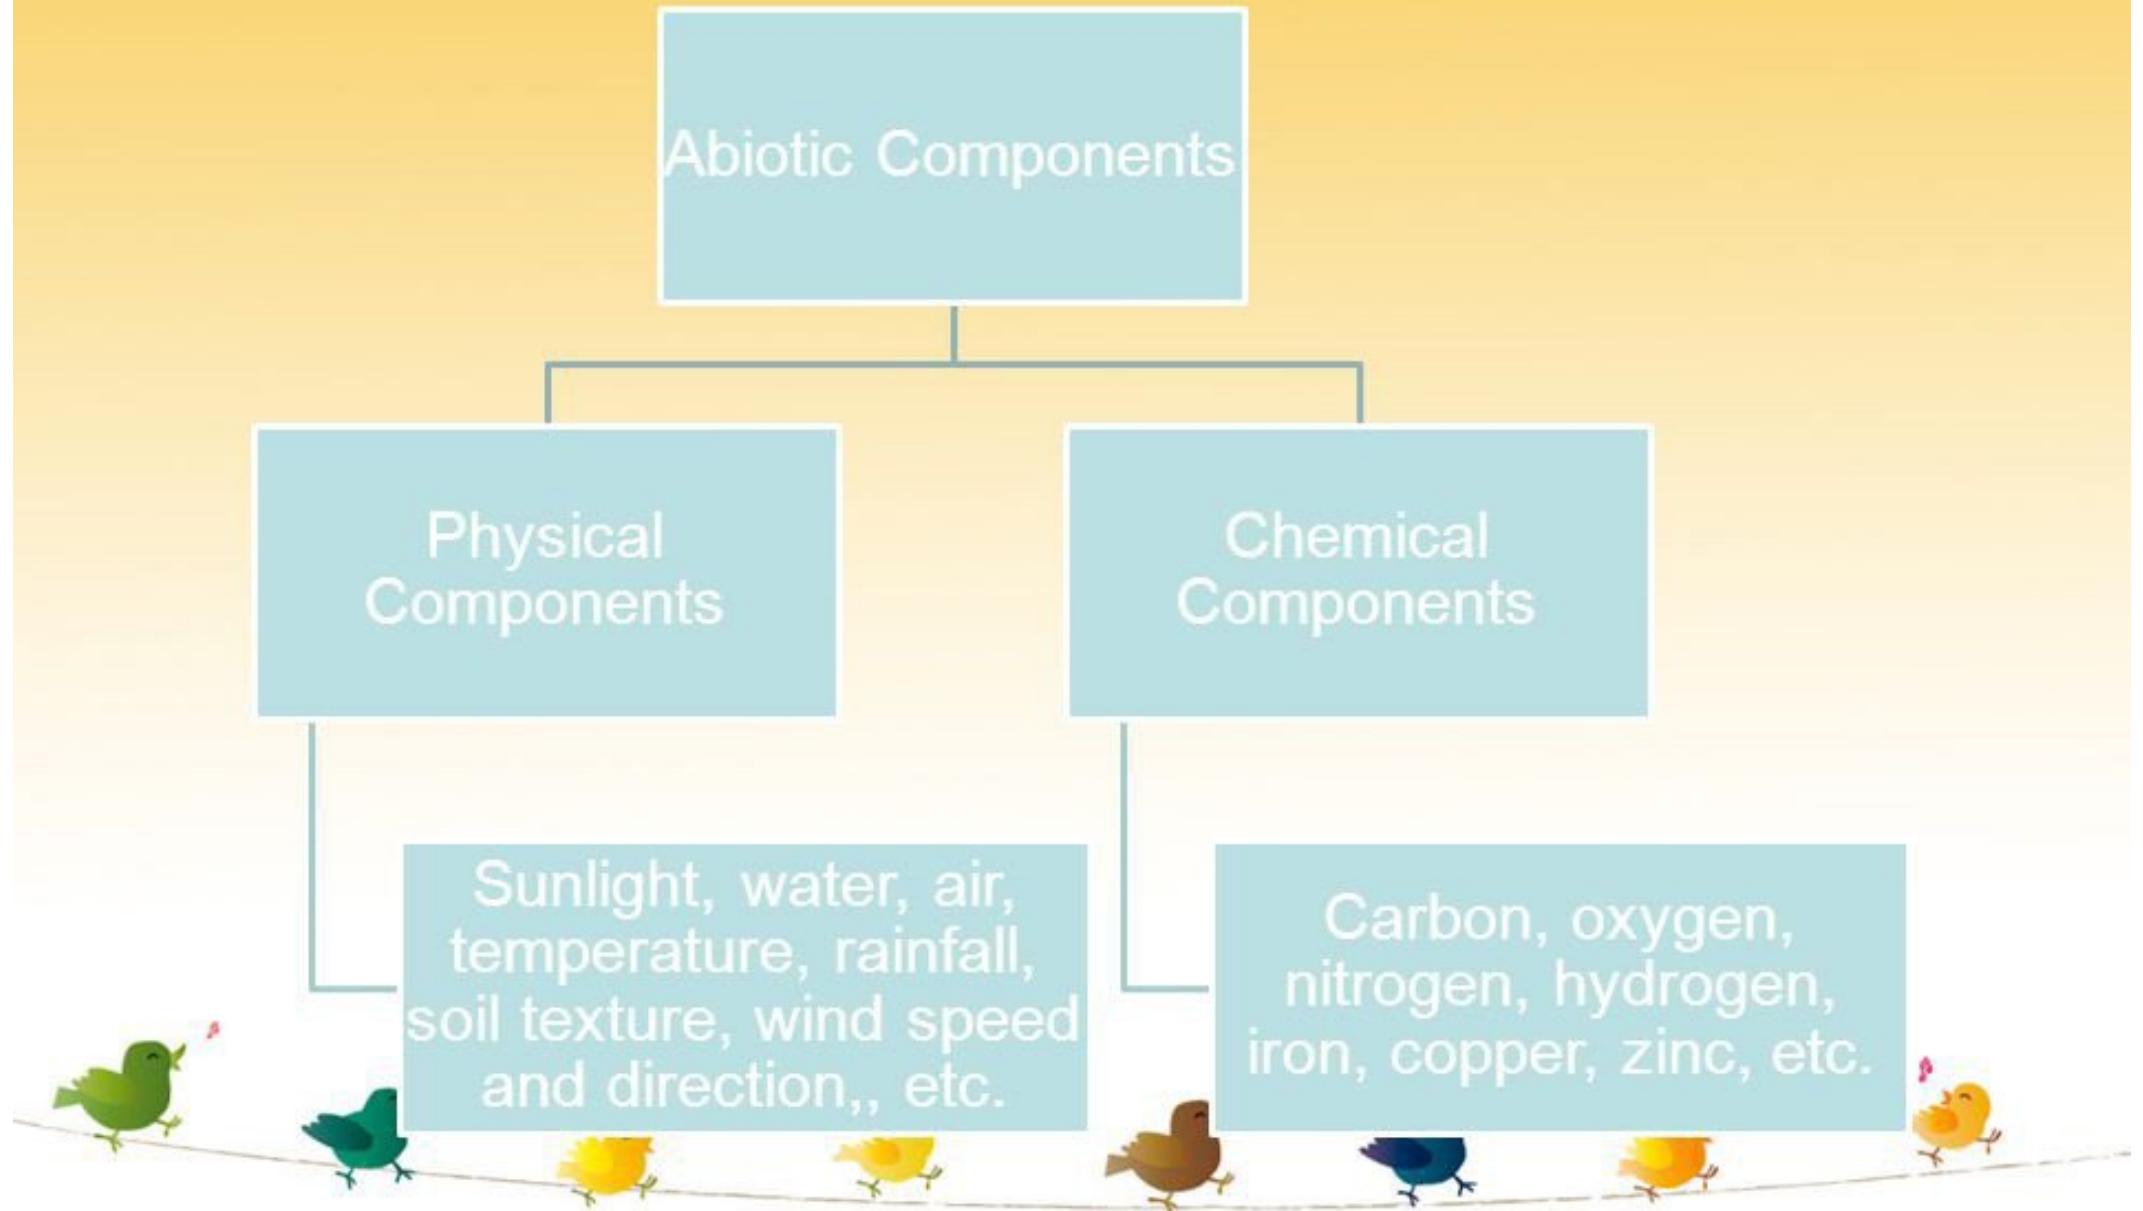 Abiotic Components
Physical
Components
Chemical
Components
Sunlight, water, air,
temperature, rainfall,
soil texture, wind speed
and direction,, etc.
Carbon, oxygen,
nitrogen, hydrogen,
iron, copper, zinc, etc.